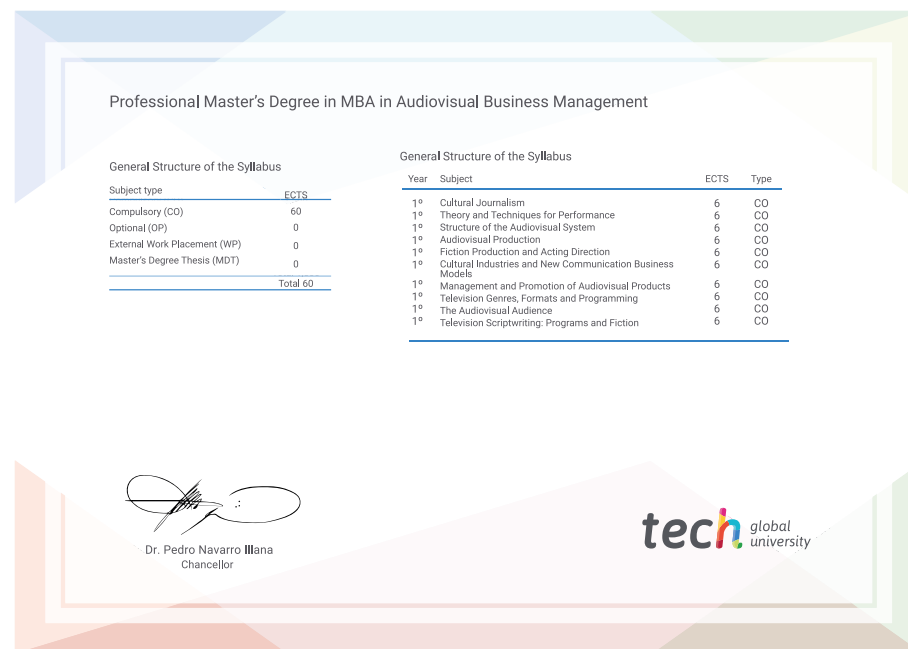 Professional Master's Degree in MBA in Audiovisual Business Management
General Structure of the Syllabus
Subject type ECTS
Compulsory (CO) 60
Optional (OP) 0
External Work Placement (WP) 0
Master's Degree Thesis (MDT) 0
Total 60
General Structure of the Syllabus
Year Subject ECTS Type
1º Cultural Journalism 6 CO
1º Theory and Techniques for Performance 6 CO
1º Structure of the Audiovisual System 6 CO
1º Audiovisual Production 6 CO
1º Fiction Production and Acting Direction 6 CO
1º Cultural Industries and New Communication Business 6 CO
Models
1º Management and Promotion of Audiovisual Products 6 CO
1º Television Genres, Formats and Programming 6 CO
1º The Audiovisual Audience 6 CO
1º Television Scriptwriting: Programs and Fiction 6 CO
Dr. Pedro Navarro Illana
Chancellor
tech global
university